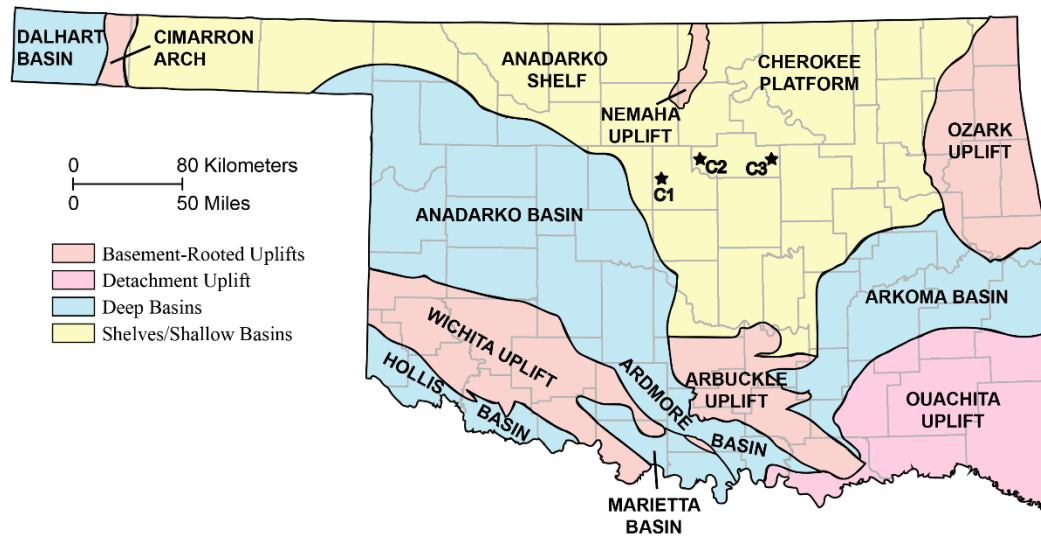 DALHART
BASIN
CIMARRON
ARCH
ANADARKO
SHELF
CHEROKEE
PLATFORM
NEMAHA
UPLIFT
OZARK
UPLIFT
0 80 Kilometers
0 50 Miles
C1
C2
C3
ANADARKO BASIN
Basement-Rooted Uplifts
Detachment Uplift
Deep Basins
Shelves/Shallow Basins
ARKOMA BASIN
WICHITA UPLIFT
HOLLIS
BASIN
ARDMORE
BASIN
ARBUCKLE
UPLIFT
OUACHITA
UPLIFT
MARIETTA
BASIN